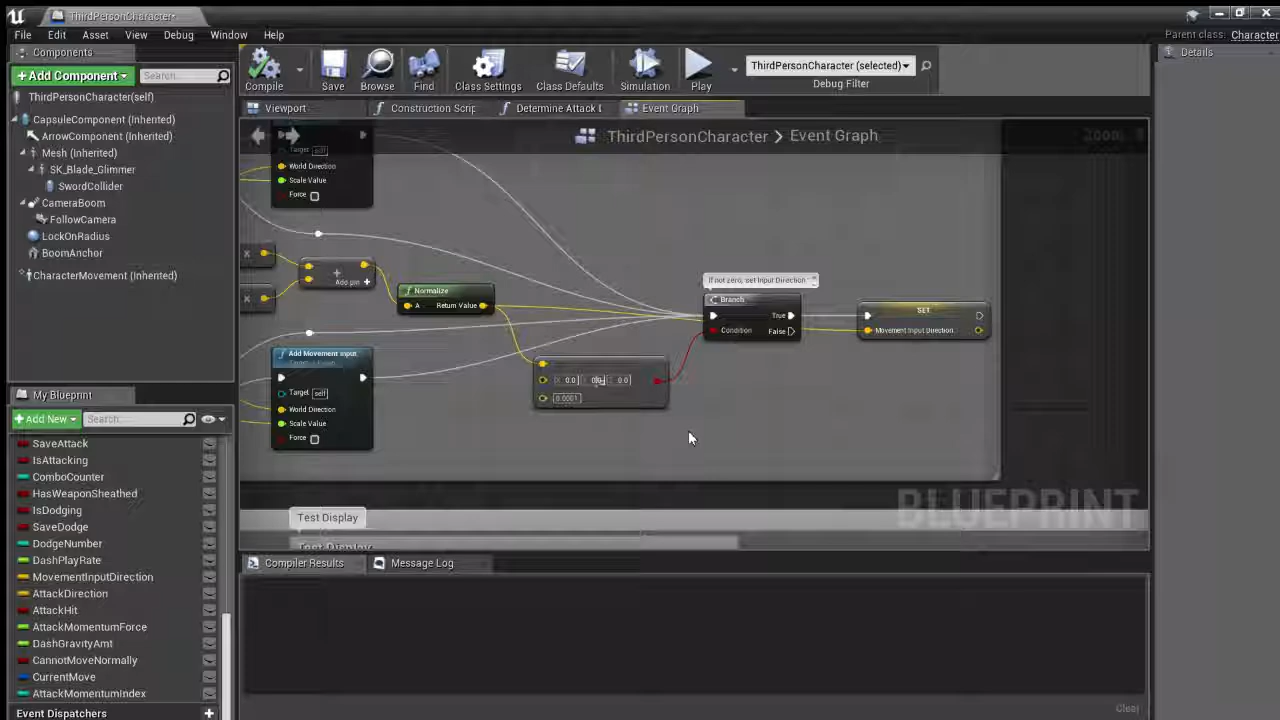 ThirdPersonCharacter*
File Edit Asset View Debug Window Help
Parent class: Character
Components
Details
+Add Component
Search...
ThirdPersonCharacter(self)
CapsuleComponent (Inherited)
ArrowComponent (Inherited)
Mesh (Inherited)
SK_Blade_Glimmer
SwordCollider
CameraBoom
FollowCamera
LockOnRadius
BoomAnchor
CharacterMovement (Inherited)
My Blueprint
+Add New
Search...
SaveAttack
IsAttacking
ComboCounter
HasWeaponSheathed
IsDodging
SaveDodge
DodgeNumber
DashPlayRate
MovementInputDirection
AttackDirection
AttackHit
AttackMomentumForce
DashGravityAmt
CannotMoveNormally
CurrentMove
AttackMomentumIndex
Event Dispatchers
Compile
Save
Browse
Find
Class Settings
Class Defaults
Simulation
Play
ThirdPersonCharacter (selected)
Debug Filter
Viewport
Construction Scrip
Determine Attack
Event Graph
ThirdPersonCharacter > Event Graph
Target self
World Direction
Scale Value
Force
X
X
+
Add pin +
Normalize
A Return Value
If not zero, set Input Direction
Branch
True
Condition False
SET
Movement Input Direction
X 0.0 0.0
0.0001
Add Movement Input
Target self
World Direction
Scale Value
Force
BLUEPRINT
Test Display
Test Display
Compiler Results
Message Log
Clear